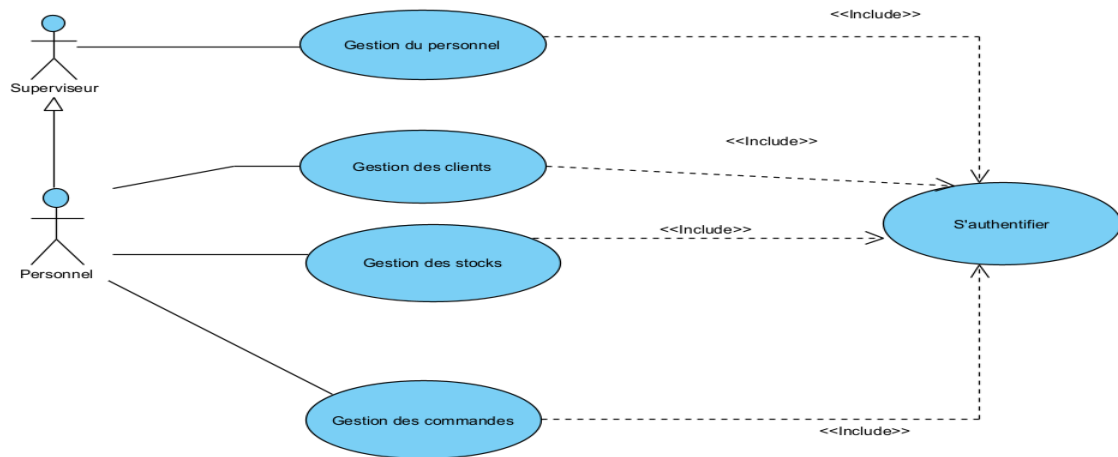 <<Include>>
Gestion du personnel
Superviseur
<<Include>>
Gestion des clients
S'authentifier
<<Include>>
Gestion des stocks
Personnel
Gestion des commandes
<<Include>>